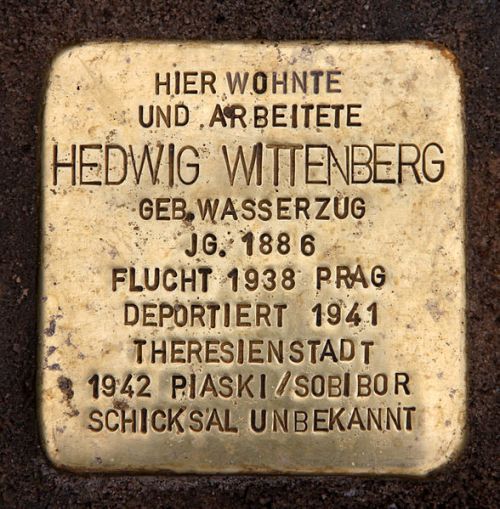 HIER WOHNTE
UND ARBEITETE
HEDWIG WITTENBERG
GEB. WASSERZUG
JG. 1886
FLUCHT 1938 PRAG
DEPORTIERT 1941
THERESIENSTADT
1942 PIASKI / SOBIBOR
SCHICKSAL UNBEKANNT